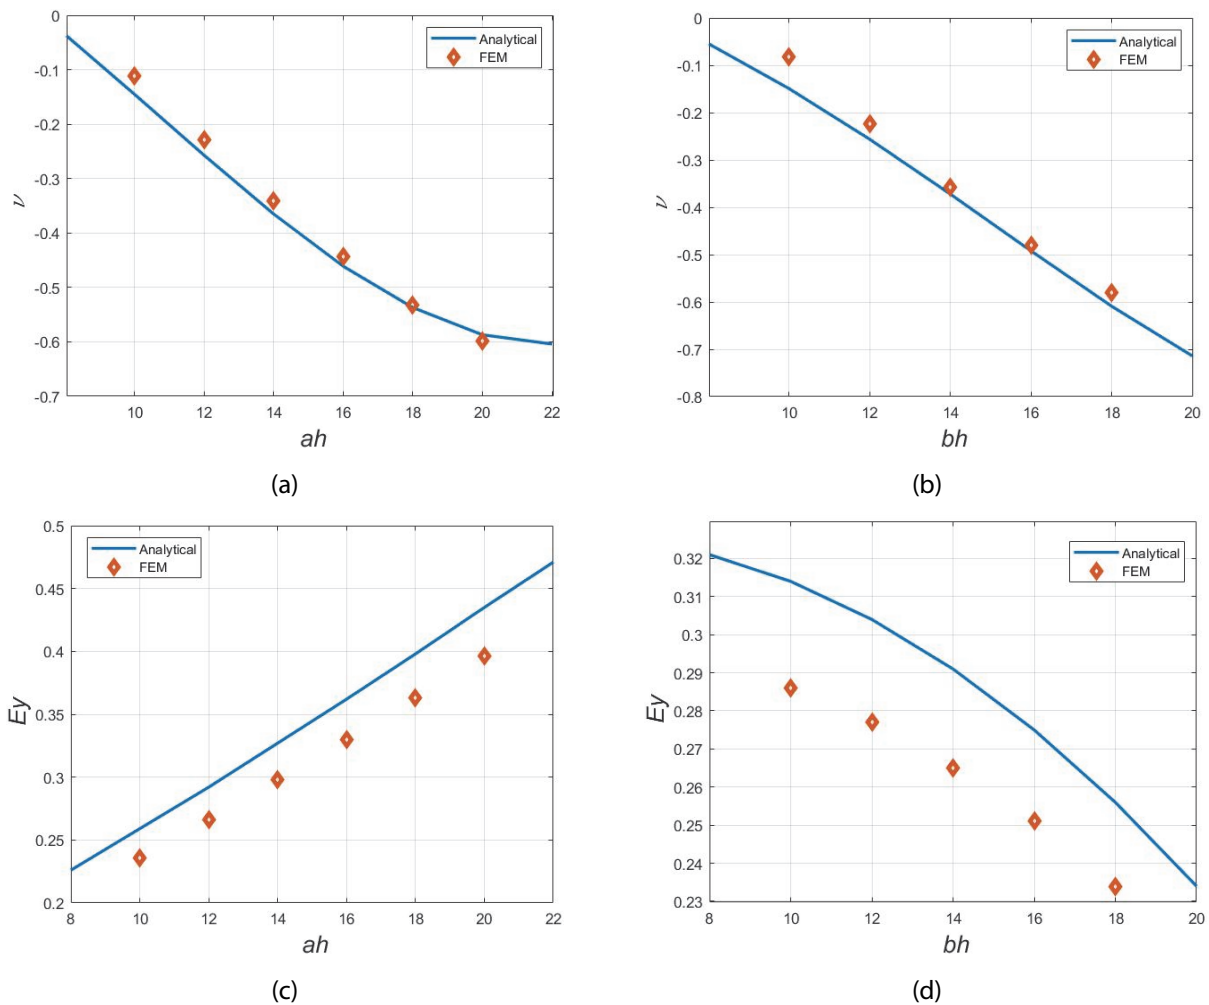 0
-0.1
-0.2
-0.3
-0.4
-0.5
-0.6
-0.7
ν
10 12 14 16 18 20 22
ah
Analytical
FEM
(a)
0
-0.1
-0.2
-0.3
-0.4
-0.5
-0.6
-0.7
-0.8
ν
10 12 14 16 18 20
bh
Analytical
FEM
(b)
0.5
0.45
0.4
0.35
0.3
0.25
0.2
Ey
8 10 12 14 16 18 20 22
ah
Analytical
FEM
(c)
0.32
0.31
0.3
0.29
0.28
0.27
0.26
0.25
0.24
0.23
Ey
8 10 12 14 16 18 20
bh
Analytical
FEM
(d)